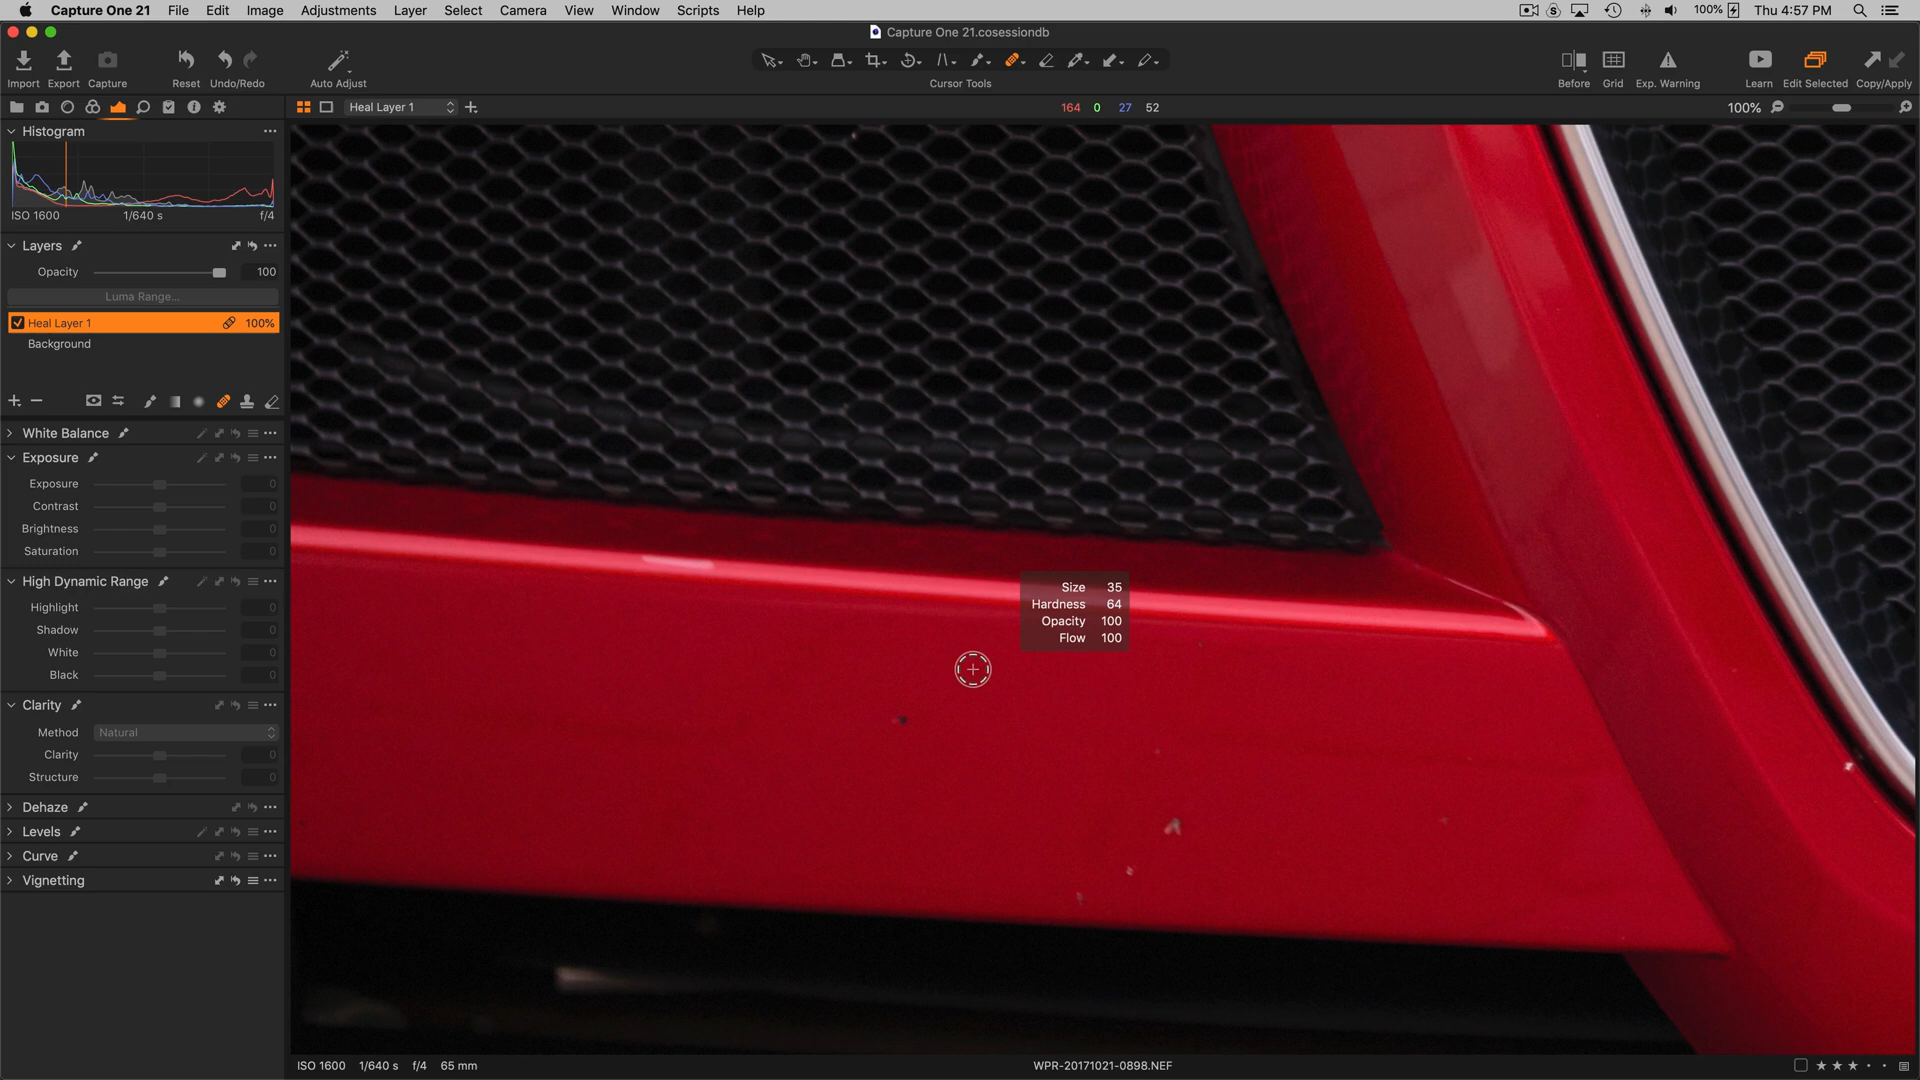 Capture One 21 File Edit Image Adjustments Layer Select Camera View Window Scripts Help 100% Thu 4:57 PM
Capture One 21.cosessiondb
Import Export Capture Reset Undo/Redo Auto Adjust Cursor Tools Before Grid Exp. Warning Learn Edit Selected Copy/Apply
Heal Layer 1 164 0 27 52 100%
Histogram
ISO 1600 1/640 s f/4
Layers
Opacity 100
Luma Range...
Heal Layer 1 100%
Background
White Balance
Exposure
Exposure 0
Contrast 0
Brightness 0
Saturation 0
High Dynamic Range
Highlight 0
Shadow 0
White 0
Black 0
Clarity
Method Natural
Clarity 0
Structure 0
Dehaze
Levels
Curve
Vignetting
Size 35
Hardness 64
Opacity 100
Flow 100
ISO 1600 1/640 s f/4 65 mm WPR-20171021-0898.NEF